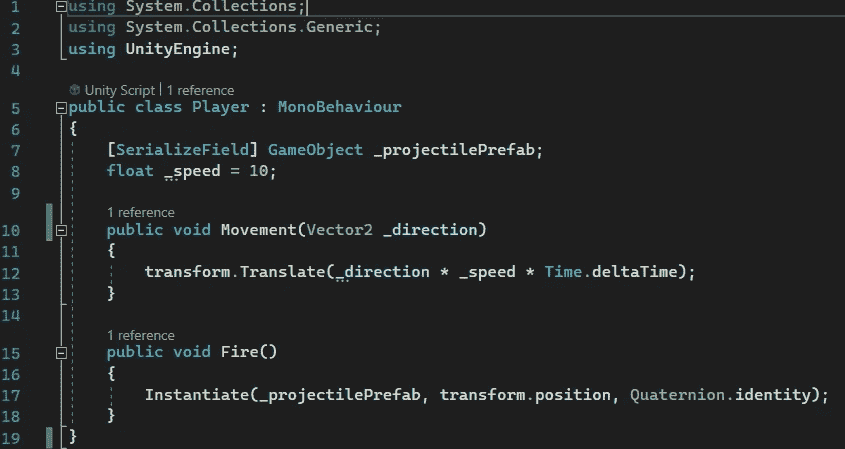 1 using System.Collections;
2 using System.Collections.Generic;
3 using UnityEngine;
4
Unity Script | 1 reference
5 public class Player : MonoBehaviour
6 {
7 [SerializeField] GameObject _projectilePrefab;
8 float _speed = 10;
9
1 reference
10 public void Movement(Vector2 _direction)
11 {
12 transform.Translate(_direction * _speed * Time.deltaTime);
13 }
14
1 reference
15 public void Fire()
16 {
17 Instantiate(_projectilePrefab, transform.position, Quaternion.identity);
18 }
19 }